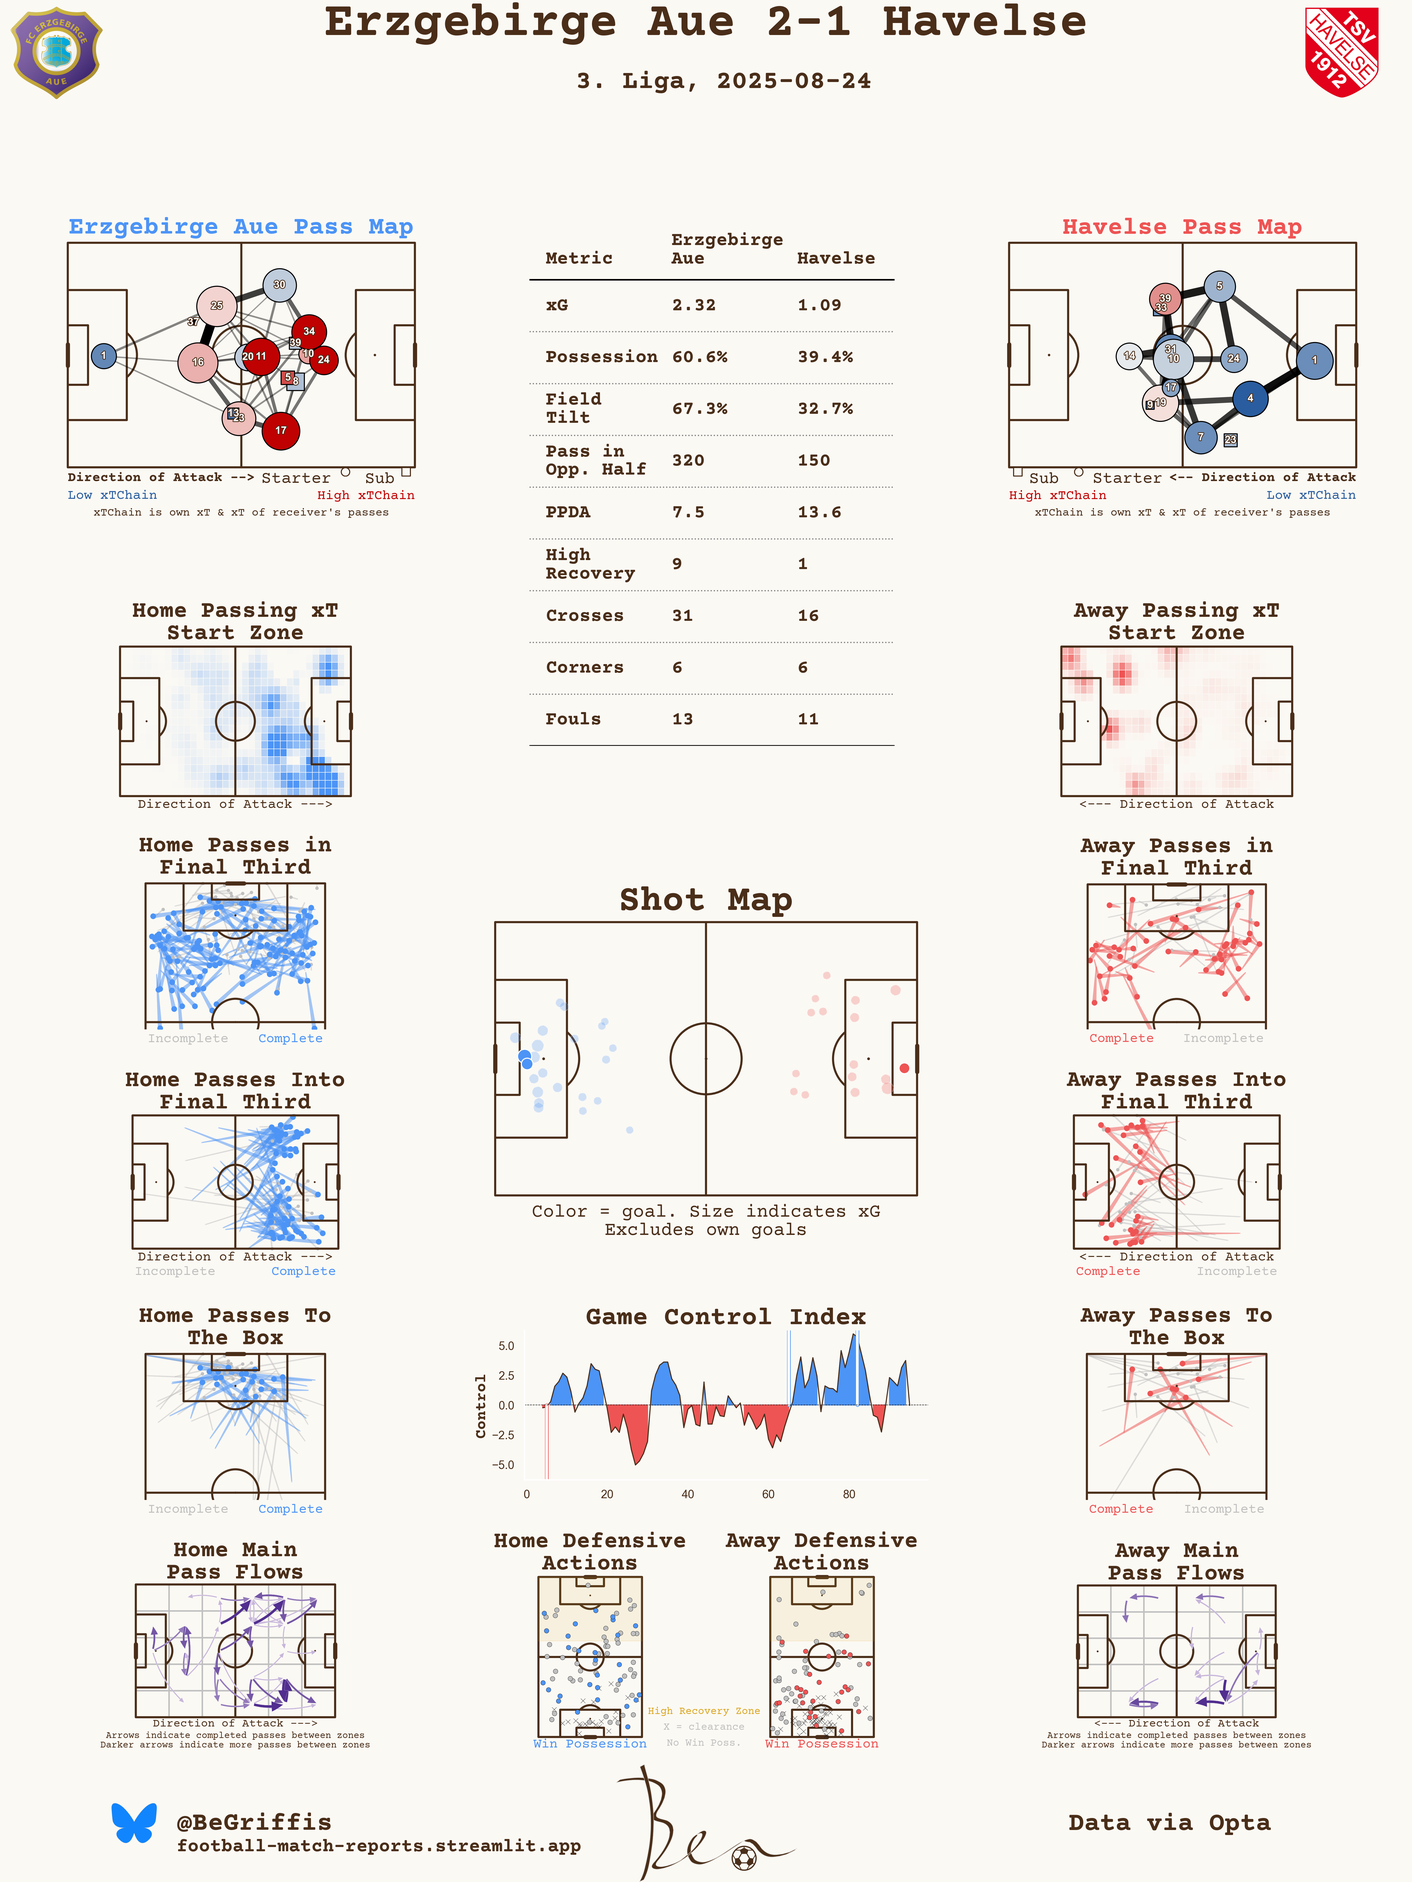 Erzgebirge Aue 2-1 Havelse
3. Liga, 2025-08-24
FC ERZGEBIRGE
AUE
TSV
HAVELSE
1912
Erzgebirge Aue Pass Map
1
25
30
37
16
34
39
10
24
20
11
5
8
13
23
17
Direction of Attack --> Starter Sub
Low xTChain High xTChain
xTChain is own xT & xT of receiver's passes
Metric Erzgebirge Aue Havelse
xG 2.32 1.09
Possession 60.6% 39.4%
Field Tilt 67.3% 32.7%
Pass in Opp. Half 320 150
PPDA 7.5 13.6
High Recovery 9 1
Crosses 31 16
Corners 6 6
Fouls 13 11
Havelse Pass Map
39
33
5
14
31
10
24
1
17
9
19
4
7
23
Sub Starter <-- Direction of Attack
High xTChain Low xTChain
xTChain is own xT & xT of receiver's passes
Home Passing xT
Start Zone
Direction of Attack --->
Away Passing xT
Start Zone
<--- Direction of Attack
Home Passes in
Final Third
Incomplete Complete
Away Passes in
Final Third
Complete Incomplete
Shot Map
Color = goal. Size indicates xG
Excludes own goals
Home Passes Into
Final Third
Direction of Attack --->
Incomplete Complete
Away Passes Into
Final Third
<--- Direction of Attack
Complete Incomplete
Home Passes To
The Box
Incomplete Complete
Game Control Index
Control
5.0
2.5
0.0
−2.5
−5.0
0 20 40 60 80
Away Passes To
The Box
Complete Incomplete
Home Main
Pass Flows
Direction of Attack --->
Arrows indicate completed passes between zones
Darker arrows indicate more passes between zones
Home Defensive
Actions
Win Possession
Away Defensive
Actions
Win Possession
High Recovery Zone
X = clearance
No Win Poss.
Away Main
Pass Flows
<--- Direction of Attack
Arrows indicate completed passes between zones
Darker arrows indicate more passes between zones
@BeGriffis
football-match-reports.streamlit.app
Ben
Data via Opta